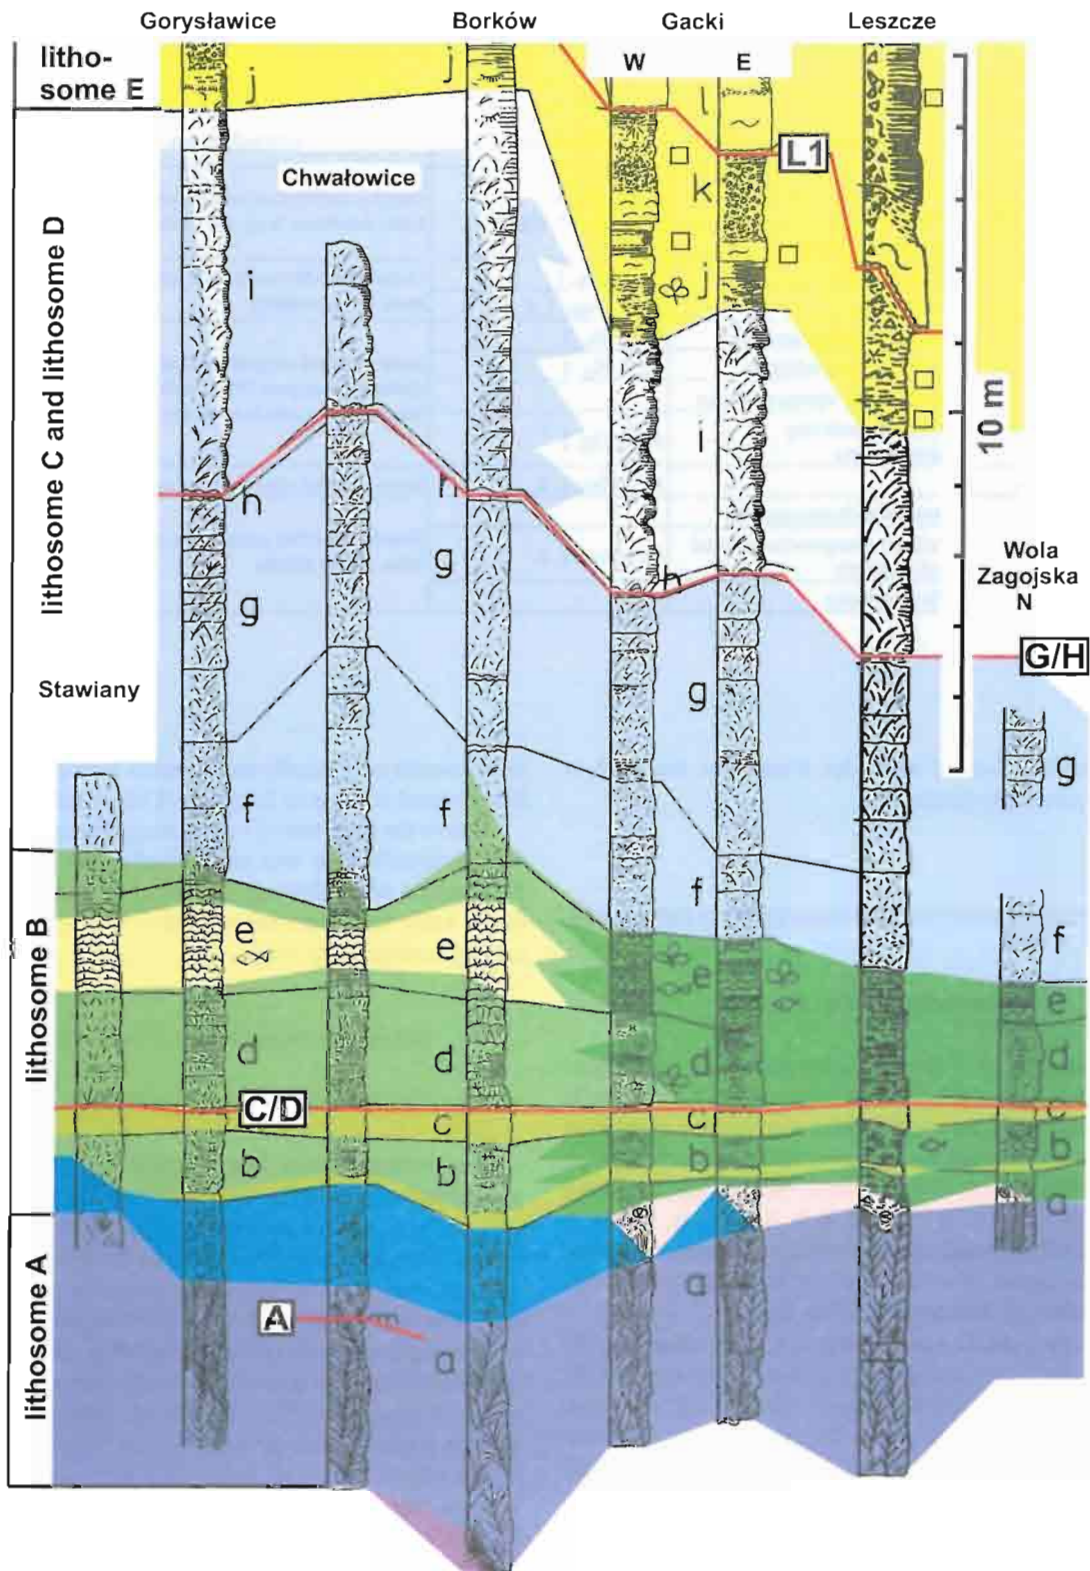 Gorysławice Borków Gacki Leszcze
W E
litho-
some E
j j l
L1
k
Chwałowice
j
i
i
lithosome C and lithosome D
10 m
h h
g
g
h
Wola
Zagojska
N
G/H
Stawiany
g
g
f f
f
f
lithosome B
e
e e
e
d d d
d
C/D
c c
c
b b b
b
a
lithosome A
a
A
m
a